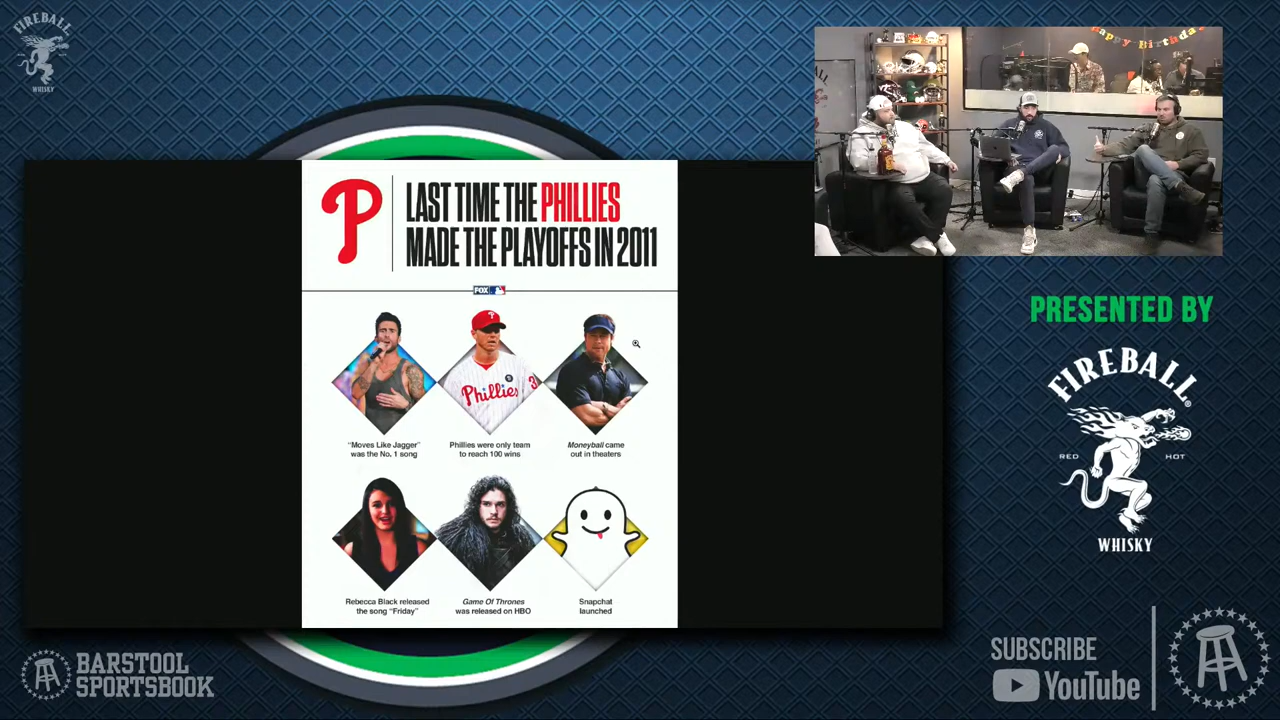 FIREBALL
WHISKY
Happy Birthda
LAST TIME THE PHILLIES
MADE THE PLAYOFFS IN 2011
FOX MLB
P
Phillies
3
"Moves Like Jagger"
was the No. 1 song
Phillies were only team
to reach 100 wins
Moneyball came
out in theaters
Rebecca Black released
the song "Friday"
Game Of Thrones
was released on HBO
Snapchat
launched
PRESENTED BY
FIREBALL
RED HOT
WHISKY
BARSTOOL
SPORTSBOOK
SUBSCRIBE
YouTube